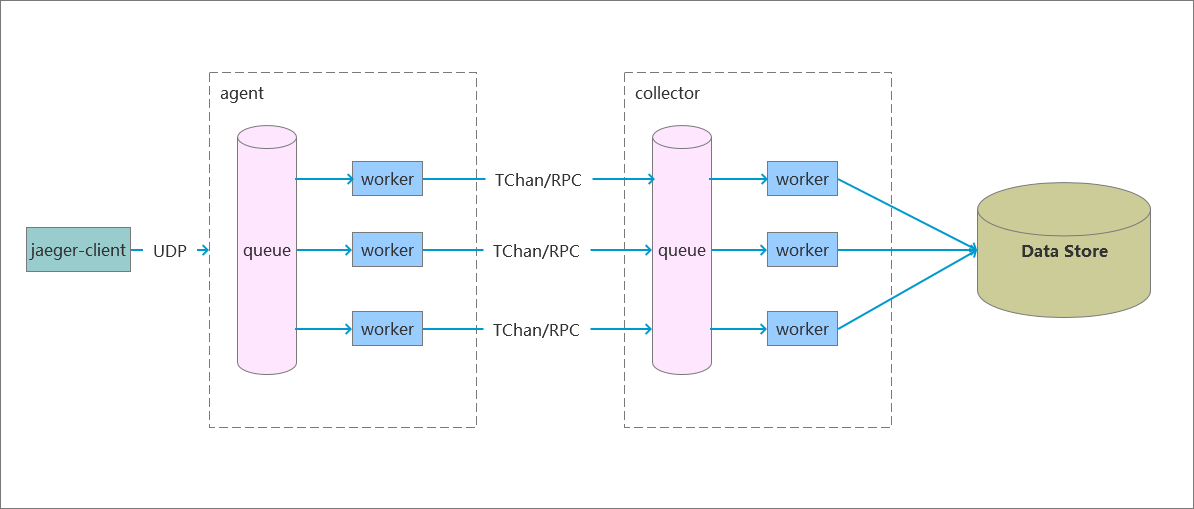 agent
collector
worker
TChan/RPC
worker
jaeger-client
UDP
queue
worker
TChan/RPC
queue
worker
Data Store
worker
TChan/RPC
worker